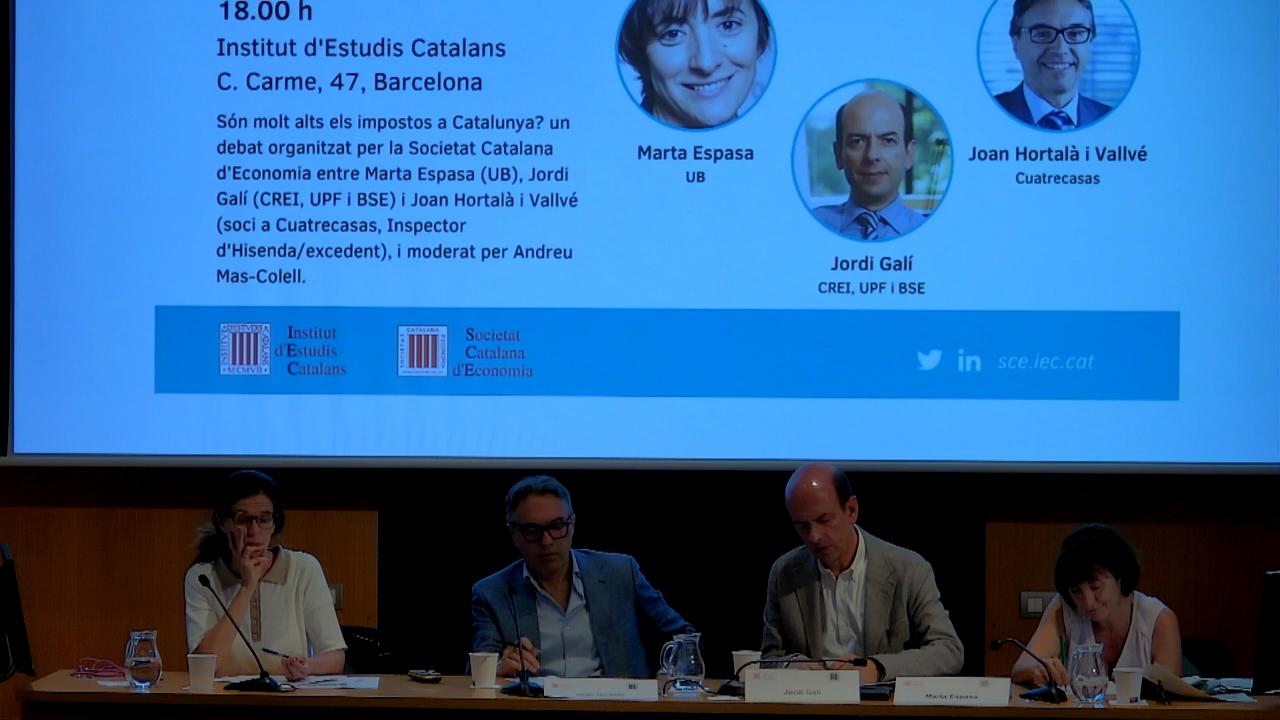 18.00 h
Institut d'Estudis Catalans
C. Carme, 47, Barcelona
Són molt alts els impostos a Catalunya? un
debat organitzat per la Societat Catalana
d'Economia entre Marta Espasa (UB), Jordi
Galí (CREI, UPF i BSE) i Joan Hortalà i Vallvé
(soci a Cuatrecasas, Inspector
d'Hisenda/excedent), i moderat per Andreu
Mas-Colell.
Marta Espasa
UB
Joan Hortalà i Vallvé
Cuatrecasas
Jordi Galí
CREI, UPF i BSE
Institut
d'Estudis
Catalans
Societat
Catalana
d'Economia
sce.iec.cat
Jordi Galí
Marta Espasa